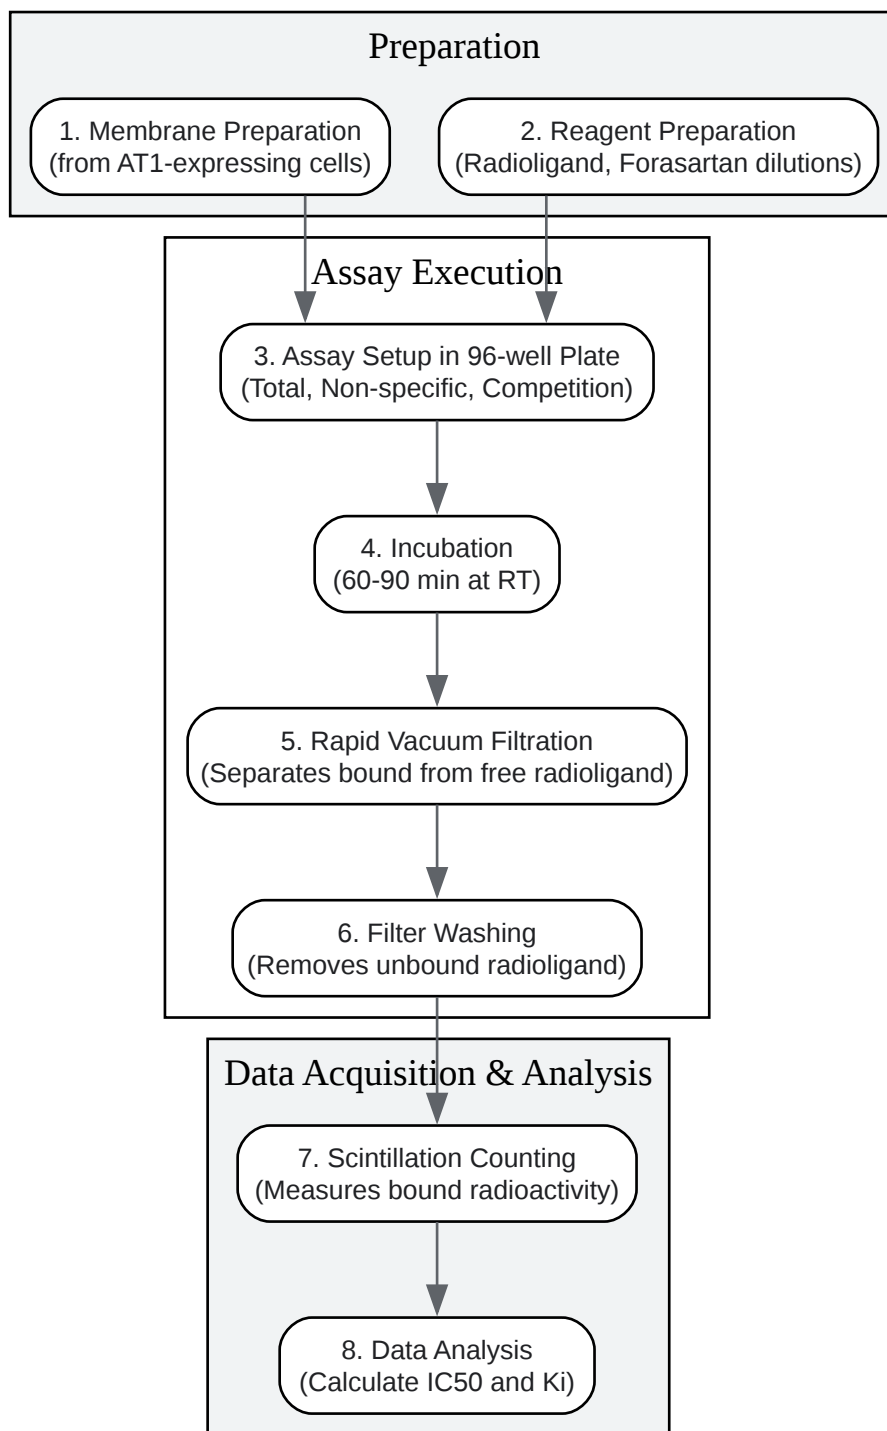 Preparation
1. Membrane Preparation
(from AT1-expressing cells)
2. Reagent Preparation
(Radioligand, Forasartan dilutions)
Assay Execution
3. Assay Setup in 96-well Plate
(Total, Non-specific, Competition)
4. Incubation
(60-90 min at RT)
5. Rapid Vacuum Filtration
(Separates bound from free radioligand)
6. Filter Washing
(Removes unbound radioligand)
Data Acquisition & Analysis
7. Scintillation Counting
(Measures bound radioactivity)
8. Data Analysis
(Calculate IC50 and Ki)